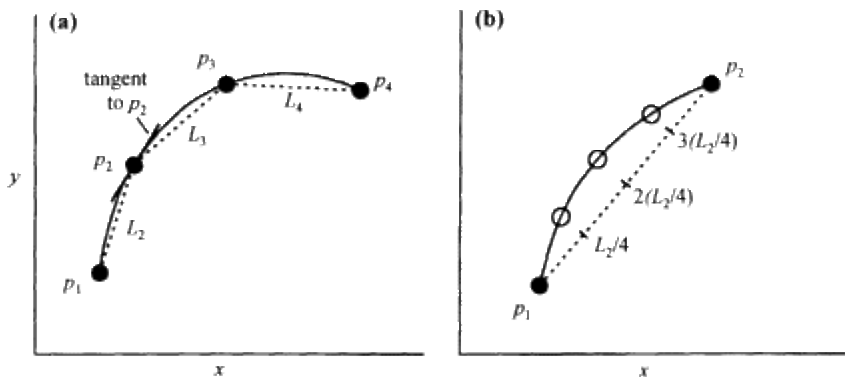 (a)
p3
p4
tangent
to p2
L4
L3
p2
y
L2
p1
x
(b)
p2
3(L2/4)
2(L2/4)
L2/4
p1
x